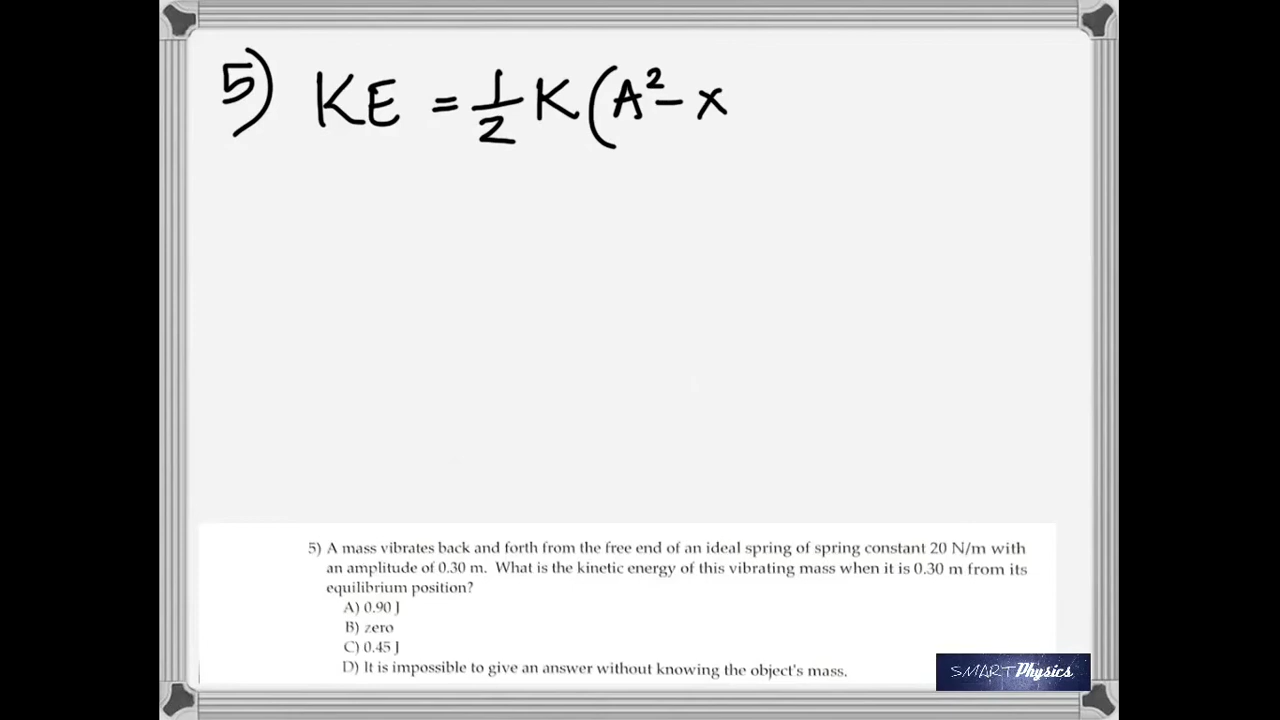 5) KE = 1/2 K (A² - x
5) A mass vibrates back and forth from the free end of an ideal spring of spring constant 20 N/m with
an amplitude of 0.30 m. What is the kinetic energy of this vibrating mass when it is 0.30 m from its
equilibrium position?
A) 0.90 J
B) zero
C) 0.45 J
D) It is impossible to give an answer without knowing the object's mass.
SMART Physics